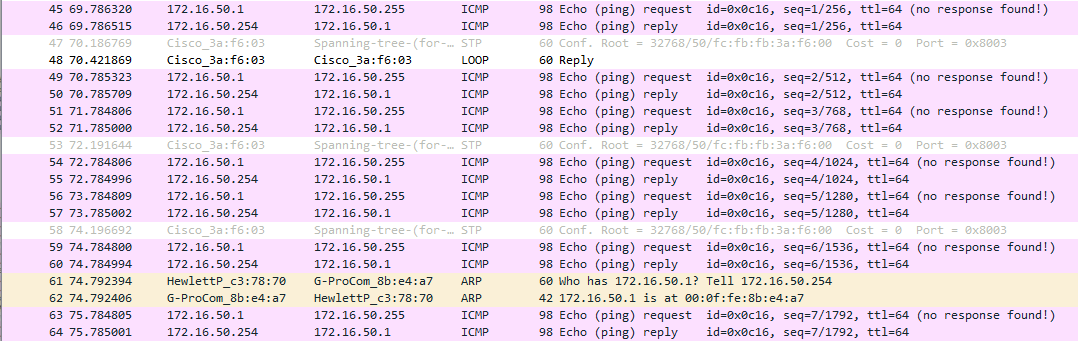 45 69.786320 172.16.50.1 172.16.50.255 ICMP 98 Echo (ping) request id=0x0c16, seq=1/256, ttl=64 (no response found!)
46 69.786506 172.16.50.254 172.16.50.1 ICMP 98 Echo (ping) reply id=0x0c16, seq=1/256, ttl=64
47 70.186769 Cisco_3a:f6:03 Spanning-tree-(for-… STP 60 Conf. Root = 32768/50/fc:fb:fb:3a:f6:00 Cost = 0 Port = 0x8003
48 70.421869 Cisco_3a:f6:03 Cisco_3a:f6:03 LOOP 60 Reply
49 70.785323 172.16.50.1 172.16.50.255 ICMP 98 Echo (ping) request id=0x0c16, seq=2/512, ttl=64 (no response found!)
50 70.785709 172.16.50.254 172.16.50.1 ICMP 98 Echo (ping) reply id=0x0c16, seq=2/512, ttl=64
51 71.784806 172.16.50.1 172.16.50.255 ICMP 98 Echo (ping) request id=0x0c16, seq=3/768, ttl=64 (no response found!)
52 71.785000 172.16.50.254 172.16.50.1 ICMP 98 Echo (ping) reply id=0x0c16, seq=3/768, ttl=64
53 72.191644 Cisco_3a:f6:03 Spanning-tree-(for-… STP 60 Conf. Root = 32768/50/fc:fb:fb:3a:f6:00 Cost = 0 Port = 0x8003
54 72.784806 172.16.50.1 172.16.50.255 ICMP 98 Echo (ping) request id=0x0c16, seq=4/1024, ttl=64 (no response found!)
55 72.784996 172.16.50.254 172.16.50.1 ICMP 98 Echo (ping) reply id=0x0c16, seq=4/1024, ttl=64
56 73.784809 172.16.50.1 172.16.50.255 ICMP 98 Echo (ping) request id=0x0c16, seq=5/1280, ttl=64 (no response found!)
57 73.785002 172.16.50.254 172.16.50.1 ICMP 98 Echo (ping) reply id=0x0c16, seq=5/1280, ttl=64
58 74.196692 Cisco_3a:f6:03 Spanning-tree-(for-… STP 60 Conf. Root = 32768/50/fc:fb:fb:3a:f6:00 Cost = 0 Port = 0x8003
59 74.784800 172.16.50.1 172.16.50.255 ICMP 98 Echo (ping) request id=0x0c16, seq=6/1536, ttl=64 (no response found!)
60 74.784994 172.16.50.254 172.16.50.1 ICMP 98 Echo (ping) reply id=0x0c16, seq=6/1536, ttl=64
61 74.792394 HewlettP_c3:78:70 G-ProCom_8b:e4:a7 ARP 60 Who has 172.16.50.1? Tell 172.16.50.254
62 74.792406 G-ProCom_8b:e4:a7 HewlettP_c3:78:70 ARP 42 172.16.50.1 is at 00:0f:fe:8b:e4:a7
63 75.784805 172.16.50.1 172.16.50.255 ICMP 98 Echo (ping) request id=0x0c16, seq=7/1792, ttl=64 (no response found!)
64 75.785001 172.16.50.254 172.16.50.1 ICMP 98 Echo (ping) reply id=0x0c16, seq=7/1792, ttl=64